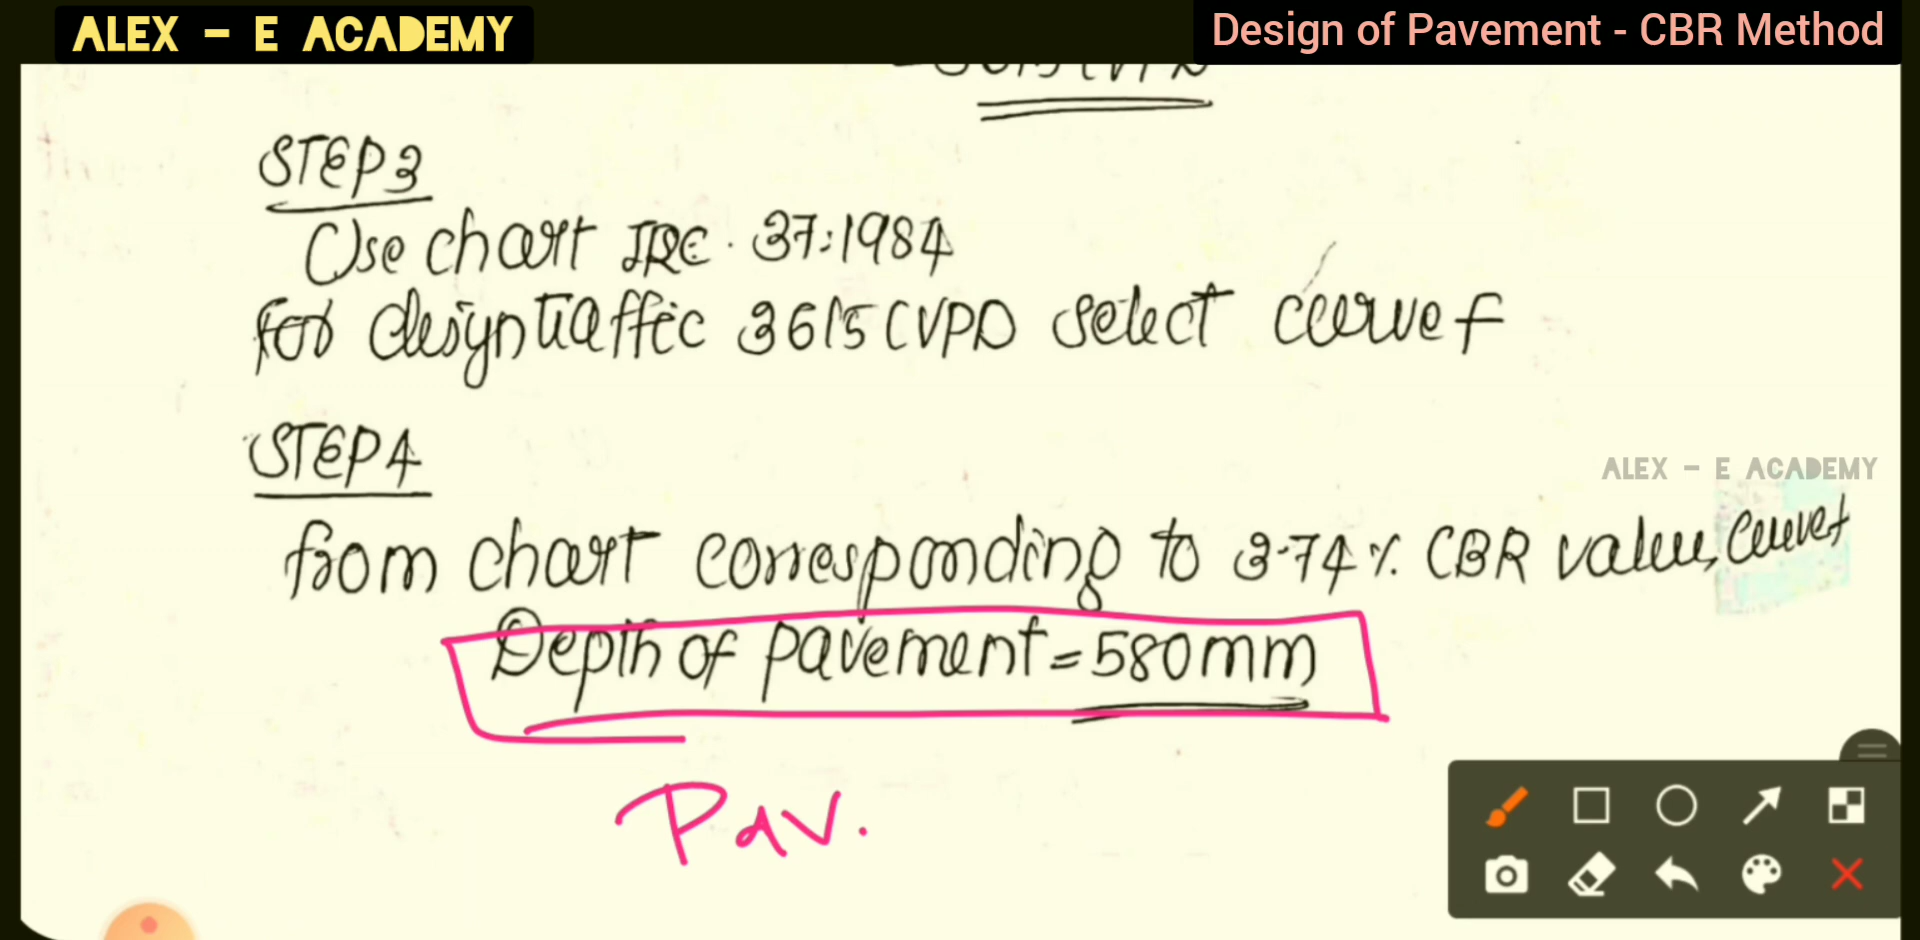 ALEX - E ACADEMY
Design of Pavement - CBR Method
STEP3
Use chart IRC. 37:1984
for design traffic 3615 CVPD select curve f
STEP4
ALEX - E ACADEMY
from chart corresponding to 3.74% CBR value, curve f
Depth of pavement = 580mm
Pav.